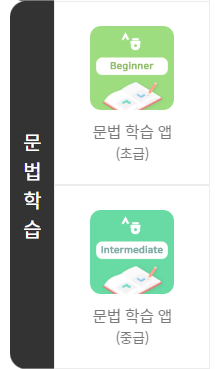 문법학습
Beginner
문법 학습 앱
(초급)
Intermediate
문법 학습 앱
(중급)